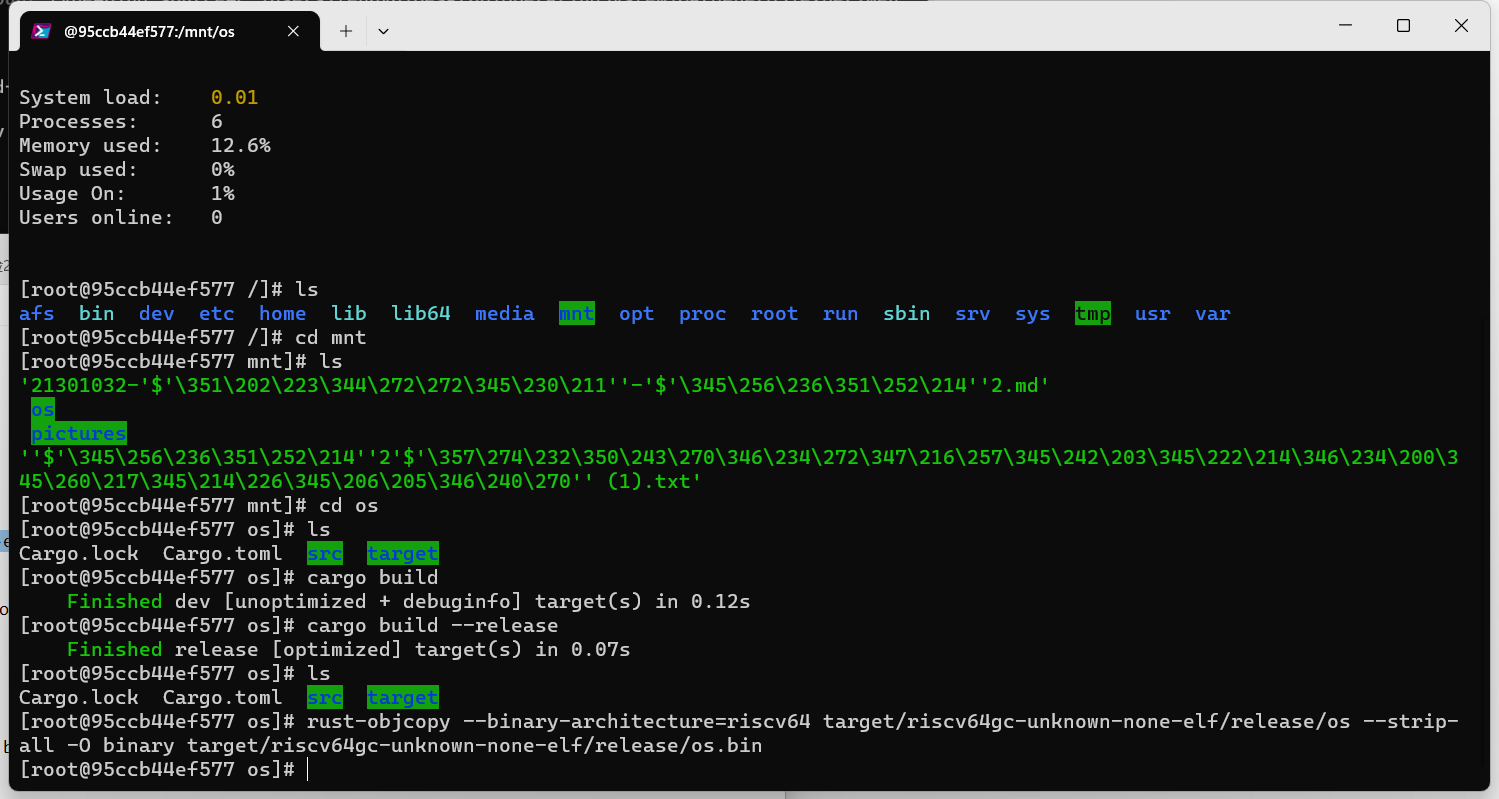 @95ccb44ef577:/mnt/os
System load:    0.01
Processes:      6
Memory used:    12.6%
Swap used:      0%
Usage On:       1%
Users online:   0
[root@95ccb44ef577 /]# ls
afs  bin  dev  etc  home  lib  lib64  media  mnt  opt  proc  root  run  sbin  srv  sys  tmp  usr  var
[root@95ccb44ef577 /]# cd mnt
[root@95ccb44ef577 mnt]# ls
'21301032-'$'\351\202\223\344\272\272\345\230\211''-'$'\345\256\236\351\252\214''2.md'
os
pictures
''$'\345\256\236\351\252\214''2'$'\357\274\232\350\243\270\346\234\272\347\216\257\345\242\203\345\222\214\346\234\200\3
45\260\217\345\214\226\345\206\205\346\240\270'' (1).txt'
[root@95ccb44ef577 mnt]# cd os
[root@95ccb44ef577 os]# ls
Cargo.lock  Cargo.toml  src  target
[root@95ccb44ef577 os]# cargo build
    Finished dev [unoptimized + debuginfo] target(s) in 0.12s
[root@95ccb44ef577 os]# cargo build --release
    Finished release [optimized] target(s) in 0.07s
[root@95ccb44ef577 os]# ls
Cargo.lock  Cargo.toml  src  target
[root@95ccb44ef577 os]# rust-objcopy --binary-architecture=riscv64 target/riscv64gc-unknown-none-elf/release/os --strip-
all -O binary target/riscv64gc-unknown-none-elf/release/os.bin
[root@95ccb44ef577 os]#